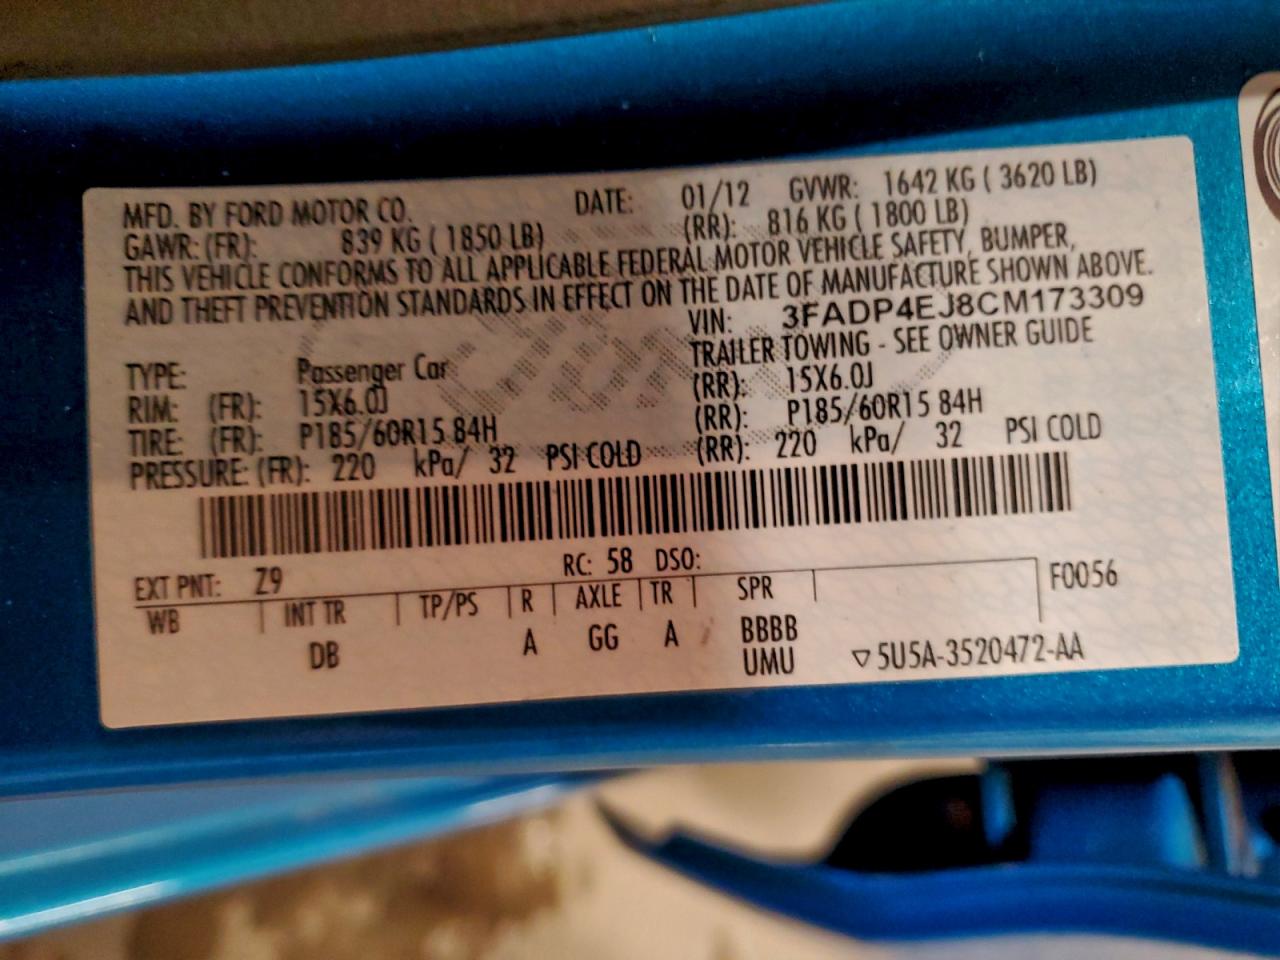 MFD. BY FORD MOTOR CO. DATE: 01/12 GVWR: 1642 KG ( 3620 LB)
GAWR: (FR): 839 KG ( 1850 LB) (RR): 816 KG ( 1800 LB)
THIS VEHICLE CONFORMS TO ALL APPLICABLE FEDERAL MOTOR VEHICLE SAFETY, BUMPER,
AND THEFT PREVENTION STANDARDS IN EFFECT ON THE DATE OF MANUFACTURE SHOWN ABOVE.
VIN: 3FADP4EJ8CM173309
TRAILER TOWING - SEE OWNER GUIDE
TYPE: Passenger Car
RIM: (FR): 15X6.0J (RR): 15X6.0J
TIRE: (FR): P185/60R15 84H (RR): P185/60R15 84H
PRESSURE: (FR): 220 kPa/ 32 PSI COLD (RR): 220 kPa/ 32 PSI COLD
EXT PNT: Z9 RC: 58 DSO:
WB INT TR TP/PS R AXLE TR SPR F0056
DB A GG A BBBB
UMU ▽5U5A-3520472-AA